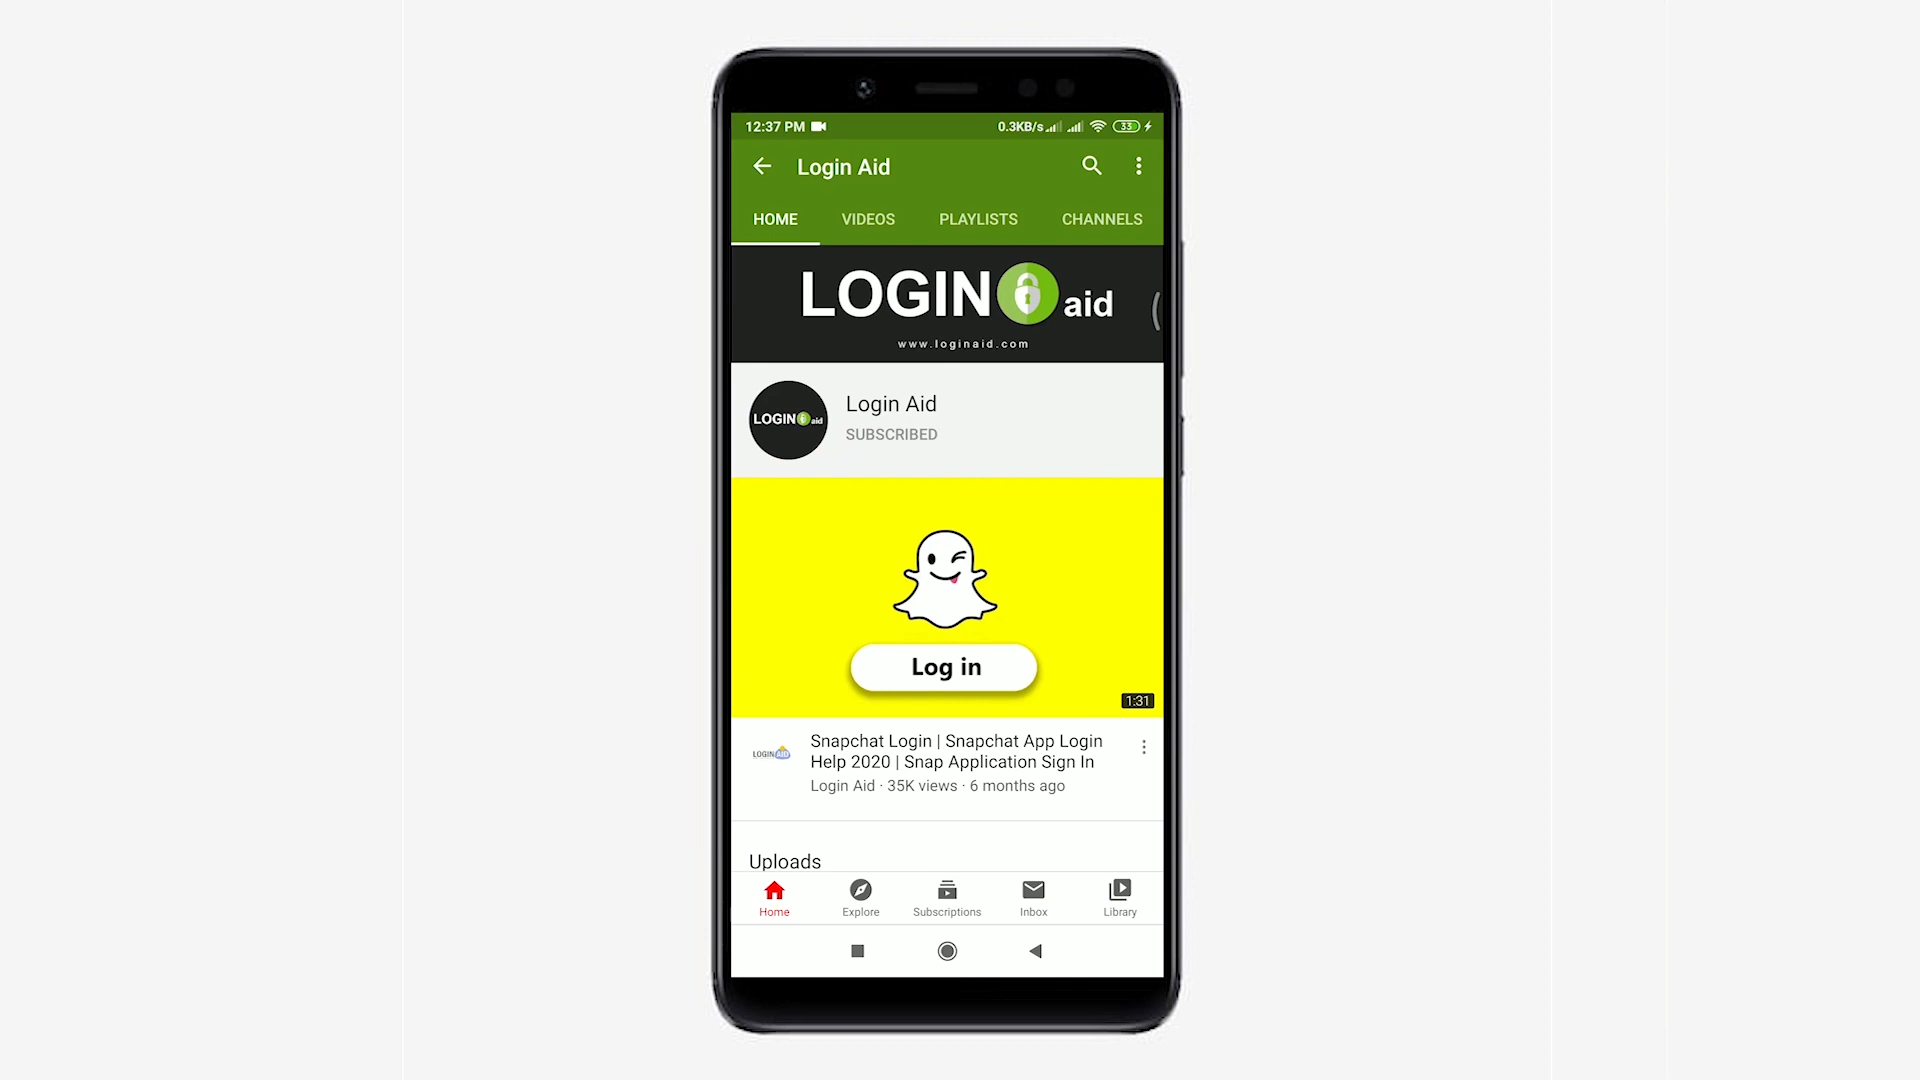 12:37 PM
0.3KB/s
33
Login Aid
HOME VIDEOS PLAYLISTS CHANNELS
LOGIN aid
www.loginaid.com
LOGIN aid
Login Aid
SUBSCRIBED
Log in
1:31
LOGIN AID
Snapchat Login | Snapchat App Login
Help 2020 | Snap Application Sign In
Login Aid · 35K views · 6 months ago
Uploads
Home Explore Subscriptions Inbox Library